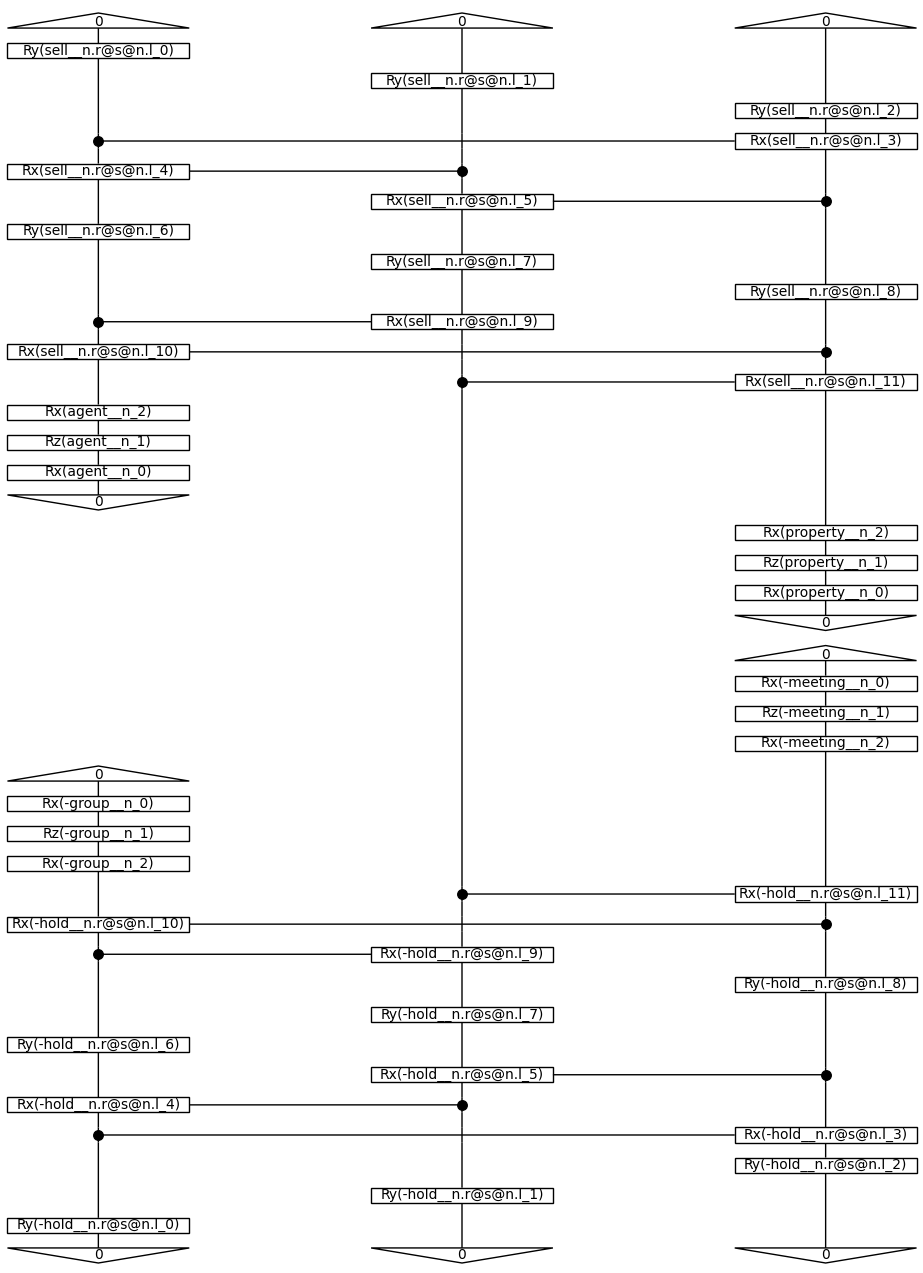 0 0 0
Ry(sell__n.r@s@n.l_0)
Ry(sell__n.r@s@n.l_1)
Ry(sell__n.r@s@n.l_2)
Rx(sell__n.r@s@n.l_3)
Rx(sell__n.r@s@n.l_4)
Rx(sell__n.r@s@n.l_5)
Ry(sell__n.r@s@n.l_6)
Ry(sell__n.r@s@n.l_7)
Ry(sell__n.r@s@n.l_8)
Rx(sell__n.r@s@n.l_9)
Rx(sell__n.r@s@n.l_10)
Rx(sell__n.r@s@n.l_11)
Rx(agent__n_2)
Rz(agent__n_1)
Rx(agent__n_0)
0
Rx(property__n_2)
Rz(property__n_1)
Rx(property__n_0)
0
0
Rx(-meeting__n_0)
Rz(-meeting__n_1)
Rx(-meeting__n_2)
0
Rx(-group__n_0)
Rz(-group__n_1)
Rx(-group__n_2)
Rx(-hold__n.r@s@n.l_11)
Rx(-hold__n.r@s@n.l_10)
Rx(-hold__n.r@s@n.l_9)
Ry(-hold__n.r@s@n.l_8)
Ry(-hold__n.r@s@n.l_7)
Ry(-hold__n.r@s@n.l_6)
Rx(-hold__n.r@s@n.l_5)
Rx(-hold__n.r@s@n.l_4)
Rx(-hold__n.r@s@n.l_3)
Ry(-hold__n.r@s@n.l_2)
Ry(-hold__n.r@s@n.l_1)
Ry(-hold__n.r@s@n.l_0)
0 0 0